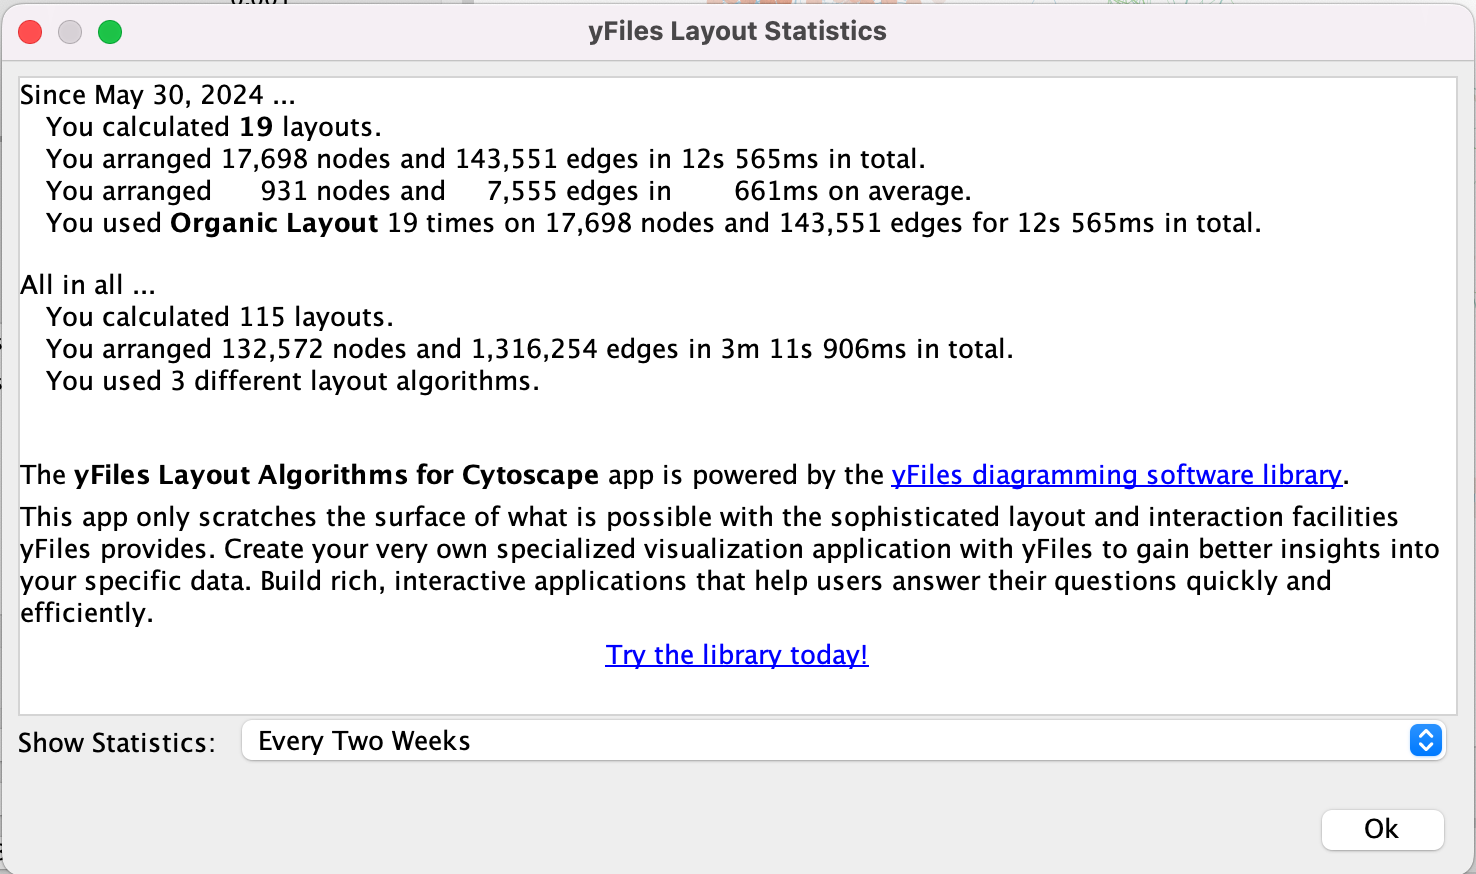 yFiles Layout Statistics
Since May 30, 2024 ...
You calculated 19 layouts.
You arranged 17,698 nodes and 143,551 edges in 12s 565ms in total.
You arranged 931 nodes and 7,555 edges in 661ms on average.
You used Organic Layout 19 times on 17,698 nodes and 143,551 edges for 12s 565ms in total.
All in all ...
You calculated 115 layouts.
You arranged 132,572 nodes and 1,316,254 edges in 3m 11s 906ms in total.
You used 3 different layout algorithms.
The yFiles Layout Algorithms for Cytoscape app is powered by the yFiles diagramming software library.
This app only scratches the surface of what is possible with the sophisticated layout and interaction facilities
yFiles provides. Create your very own specialized visualization application with yFiles to gain better insights into
your specific data. Build rich, interactive applications that help users answer their questions quickly and
efficiently.
Try the library today!
Show Statistics: Every Two Weeks
Ok